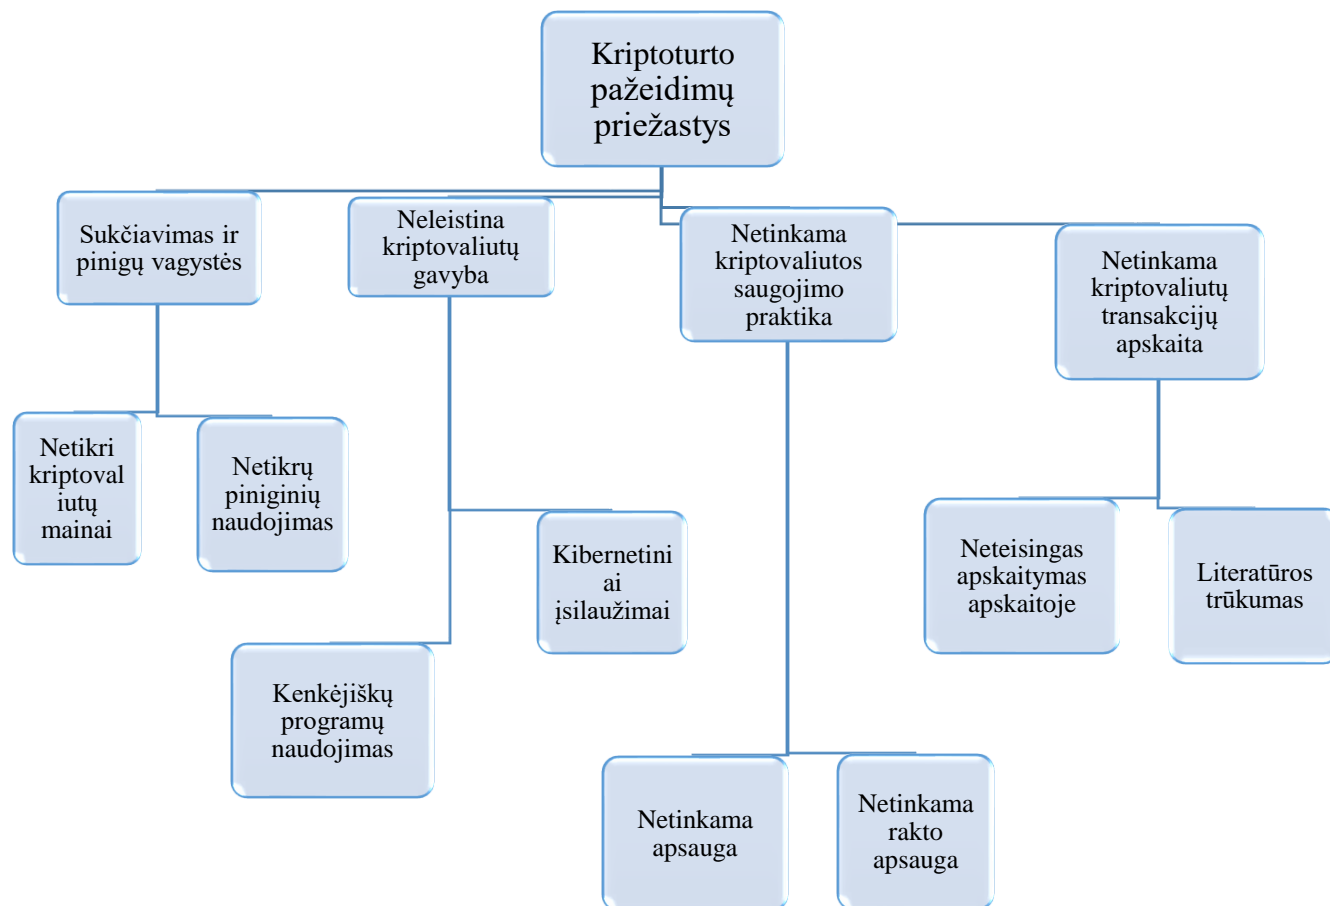 Kriptoturto
pažeidimų
priežastys
Sukčiavimas ir
pinigų vagystės
Neleistina
kriptovaliutų
gavyba
Netinkama
kriptovaliutos
saugojimo
praktika
Netinkama
kriptovaliutų
transakcijų
apskaita
Netikri
kriptoval
iutų
mainai
Netikrų
piniginių
naudojimas
Kenkėjiškų
programų
naudojimas
Kibernetini
ai
įsilaužimai
Netinkama
apsauga
Netinkama
rakto
apsauga
Neteisingas
apskaitymas
apskaitoje
Literatūros
trūkumas